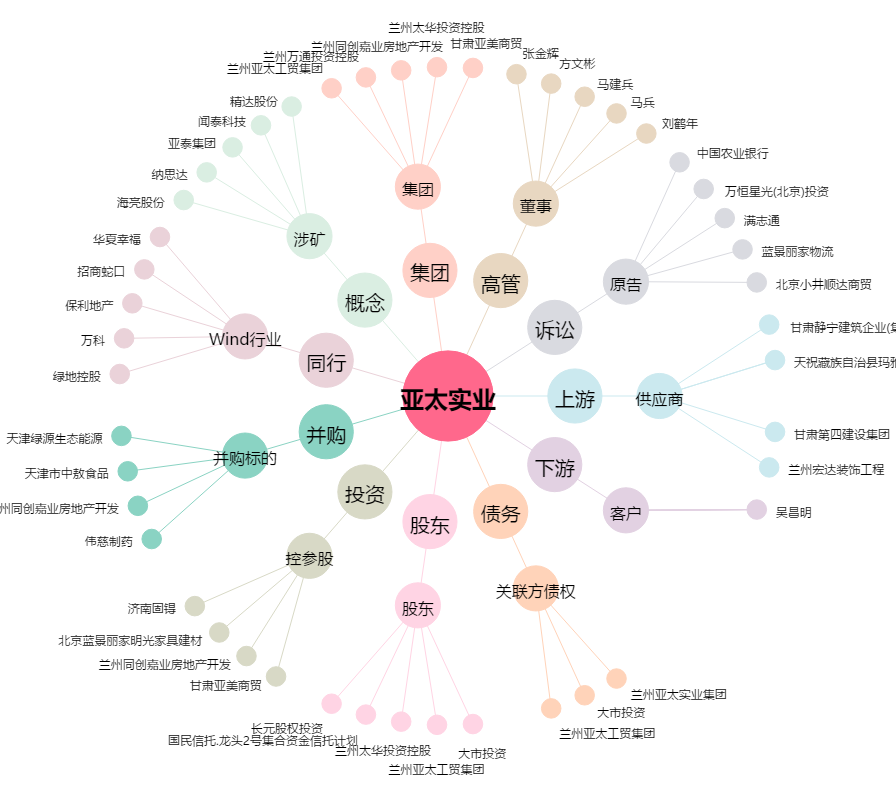 兰州太华投资控股
兰州同创嘉业房地产开发
甘肃亚美商贸
兰州万通投资控股
兰州亚太工贸集团
张金辉
方文彬
马建兵
马兵
刘鹤年
精达股份
闻泰科技
亚泰集团
纳思达
海亮股份
中国农业银行
万恒星光(北京)投资
满志通
蓝景丽家物流
北京小井顺达商贸
集团
董事
涉矿
原告
集团
高管
概念
诉讼
华夏幸福
招商蛇口
保利地产
万科
绿地控股
Wind行业
同行
亚太实业
上游
供应商
甘肃静宁建筑企业(集
天祝藏族自治县玛雅
甘肃第四建设集团
兰州宏达装饰工程
并购
并购标的
天津绿源生态能源
天津市中敖食品
州同创嘉业房地产开发
伟慈制药
下游
客户
吴昌明
投资
控参股
济南固锝
北京蓝景丽家明光家具建材
兰州同创嘉业房地产开发
甘肃亚美商贸
股东
股东
长元股权投资
国民信托.龙头2号集合资金信托计划
兰州太华投资控股
兰州亚太工贸集团
大市投资
债务
关联方债权
兰州亚太实业集团
大市投资
兰州亚太工贸集团